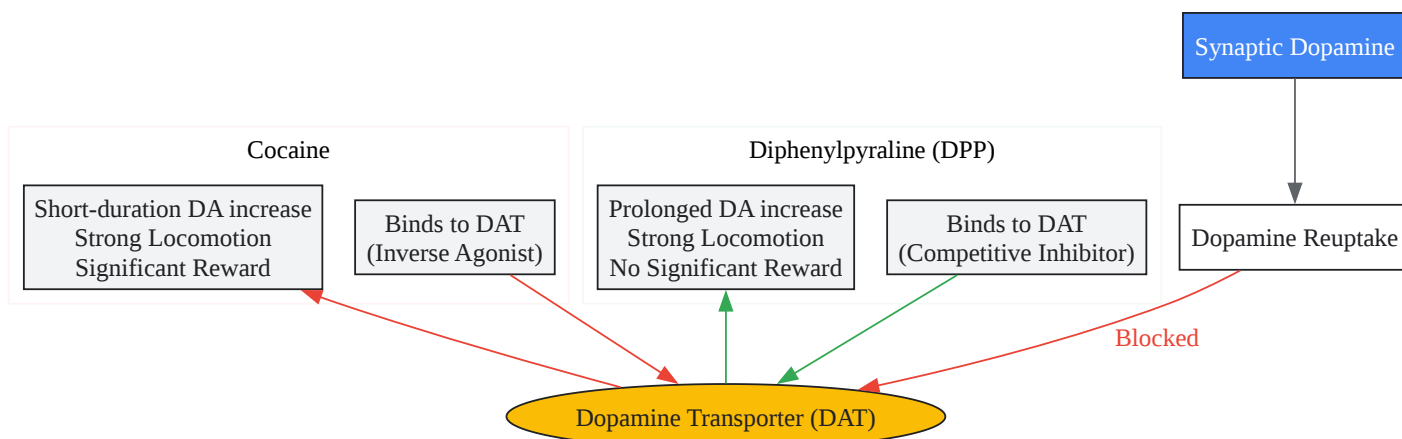 Synaptic Dopamine
Cocaine
Diphenylpyraline (DPP)
Short-duration DA increase
Strong Locomotion
Significant Reward
Binds to DAT
(Inverse Agonist)
Prolonged DA increase
Strong Locomotion
No Significant Reward
Binds to DAT
(Competitive Inhibitor)
Dopamine Reuptake
Blocked
Dopamine Transporter (DAT)